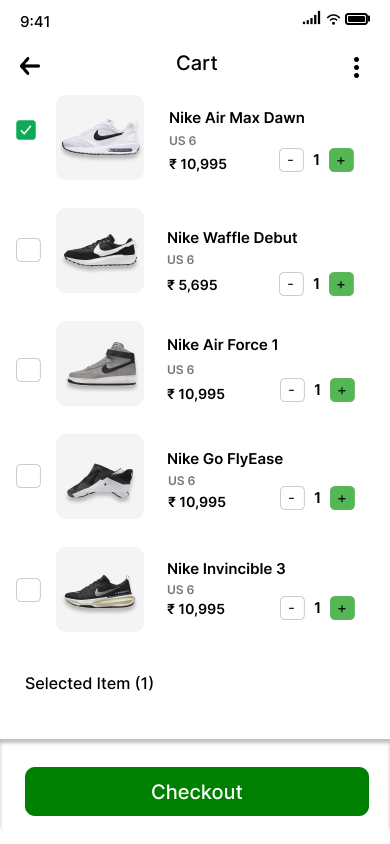 9:41
Cart
Nike Air Max Dawn
US 6
₹ 10,995
- 1 +
Nike Waffle Debut
US 6
₹ 5,695
- 1 +
Nike Air Force 1
US 6
₹ 10,995
- 1 +
Nike Go FlyEase
US 6
₹ 10,995
- 1 +
Nike Invincible 3
US 6
₹ 10,995
- 1 +
Selected Item (1)
Checkout